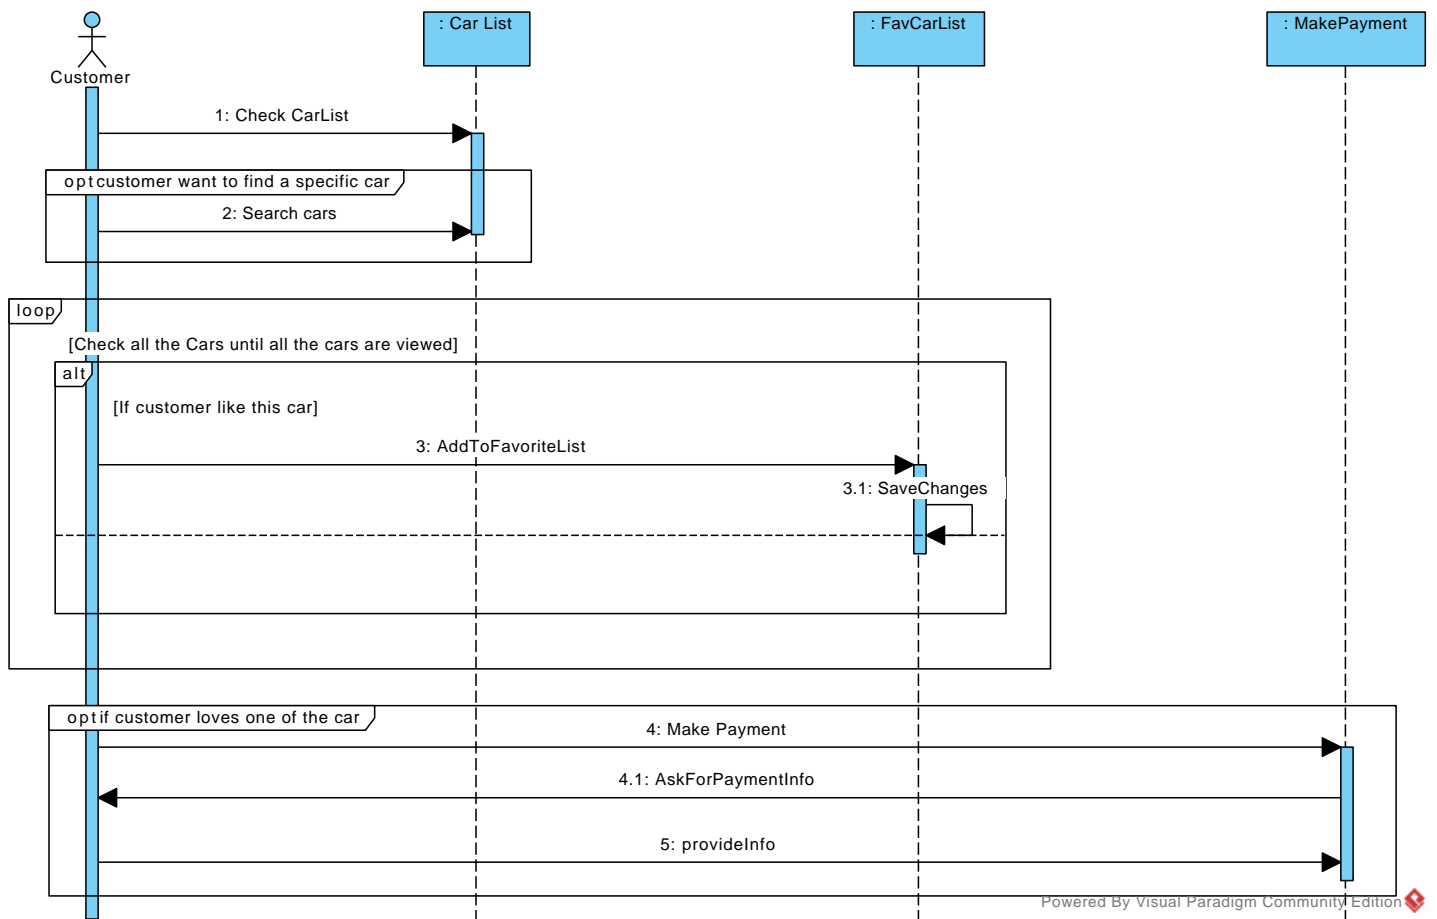 : Car List
: FavCarList
: MakePayment
Customer
1: Check CarList
opt customer want to find a specific car
2: Search cars
loop
[Check all the Cars until all the cars are viewed]
alt
[If customer like this car]
3: AddToFavoriteList
3.1: SaveChanges
opt if customer loves one of the car
4: Make Payment
4.1: AskForPaymentInfo
5: provideInfo
Powered By Visual Paradigm Community Edition